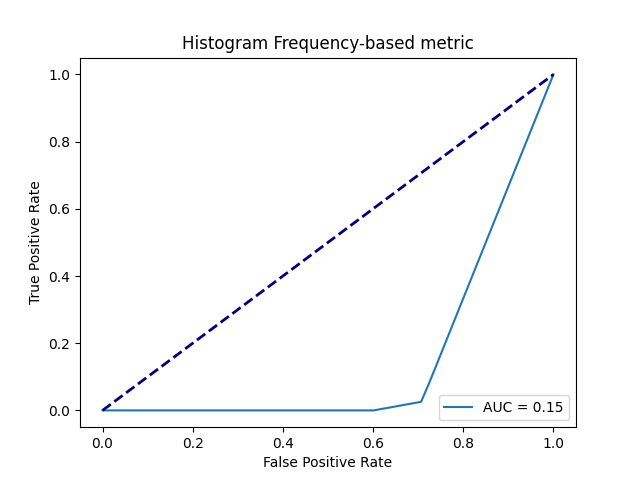 Histogram Frequency-based metric
True Positive Rate
1.0
0.8
0.6
0.4
0.2
0.0
AUC = 0.15
0.0 0.2 0.4 0.6 0.8 1.0
False Positive Rate